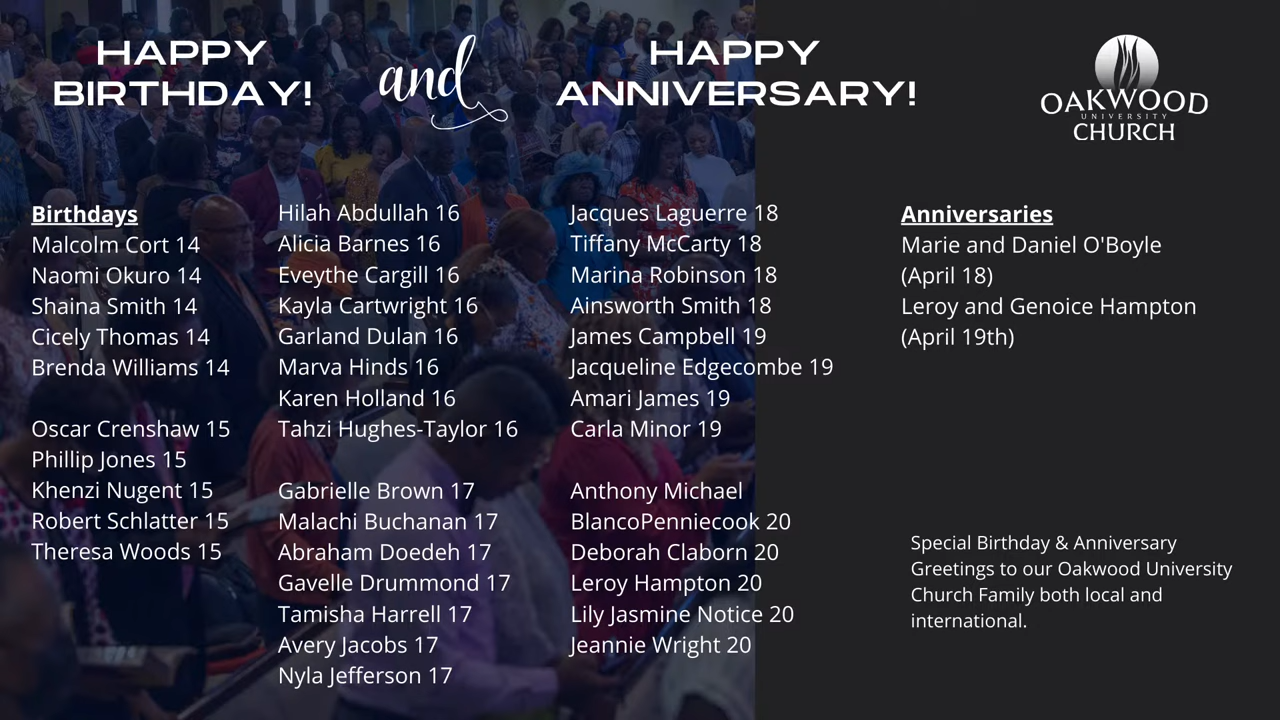 HAPPY
BIRTHDAY!
and
HAPPY
ANNIVERSARY!
OAKWOOD
UNIVERSITY
CHURCH
Birthdays
Malcolm Cort 14
Naomi Okuro 14
Shaina Smith 14
Cicely Thomas 14
Brenda Williams 14
Oscar Crenshaw 15
Phillip Jones 15
Khenzi Nugent 15
Robert Schlatter 15
Theresa Woods 15
Hilah Abdullah 16
Alicia Barnes 16
Eveythe Cargill 16
Kayla Cartwright 16
Garland Dulan 16
Marva Hinds 16
Karen Holland 16
Tahzi Hughes-Taylor 16
Gabrielle Brown 17
Malachi Buchanan 17
Abraham Doedeh 17
Gavelle Drummond 17
Tamisha Harrell 17
Avery Jacobs 17
Nyla Jefferson 17
Jacques Laguerre 18
Tiffany McCarty 18
Marina Robinson 18
Ainsworth Smith 18
James Campbell 19
Jacqueline Edgecombe 19
Amari James 19
Carla Minor 19
Anthony Michael
BlancoPenniecook 20
Deborah Claborn 20
Leroy Hampton 20
Lily Jasmine Notice 20
Jeannie Wright 20
Anniversaries
Marie and Daniel O'Boyle
(April 18)
Leroy and Genoice Hampton
(April 19th)
Special Birthday & Anniversary
Greetings to our Oakwood University
Church Family both local and
international.